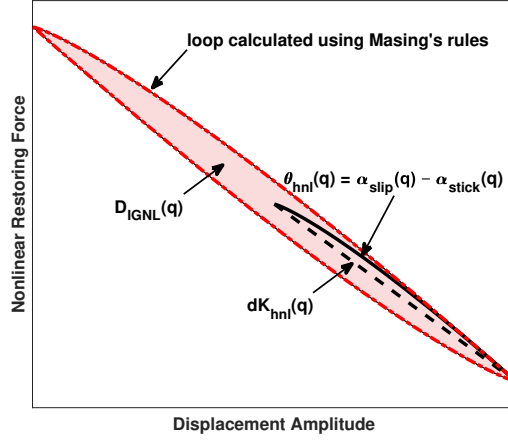 loop calculated using Masing's rules
θhnl(q) = αslip(q) − αstick(q)
DIGNL(q)
dKhnl(q)
Nonlinear Restoring Force
Displacement Amplitude